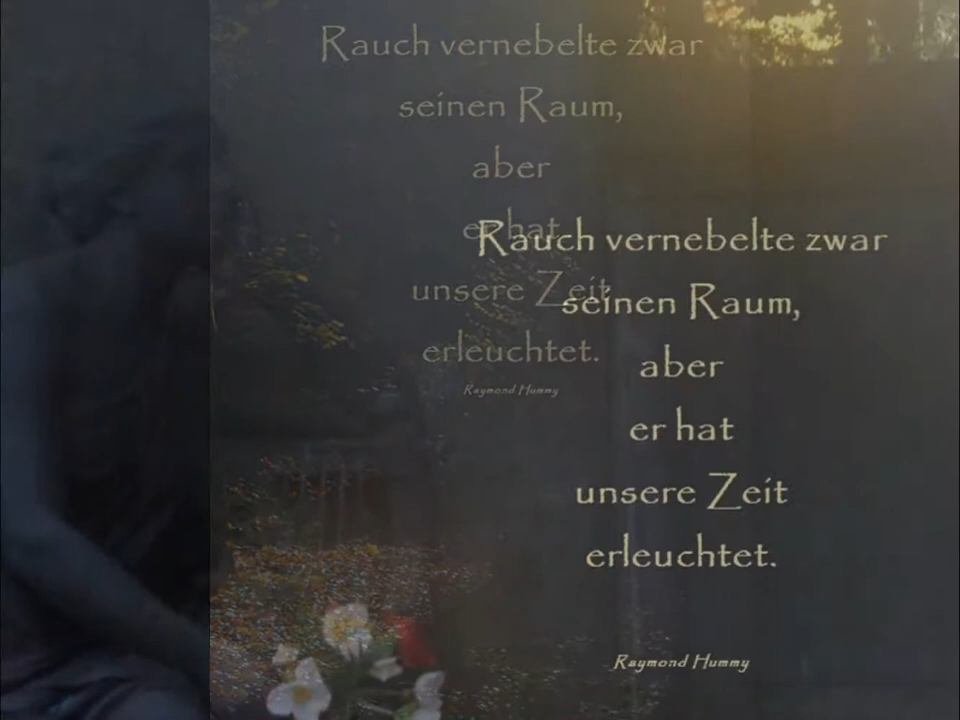 Rauch vernebelte zwar
seinen Raum,
aber
er hat
unsere Zeit
erleuchtet.
Raymond Hummy
Rauch vernebelte zwar
seinen Raum,
aber
er hat
unsere Zeit
erleuchtet.
Raymond Hummy